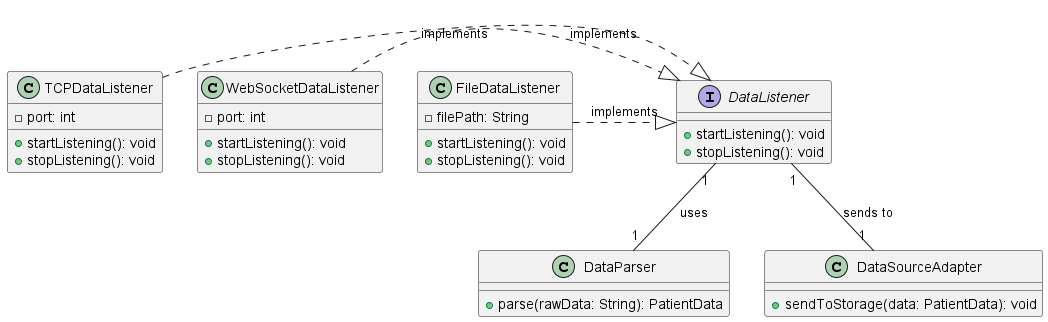 implements
implements
C TCPDataListener
port: int
startListening(): void
stopListening(): void
C WebSocketDataListener
port: int
startListening(): void
stopListening(): void
C FileDataListener
filePath: String
startListening(): void
stopListening(): void
implements
I DataListener
startListening(): void
stopListening(): void
1
1
uses
sends to
1
1
C DataParser
parse(rawData: String): PatientData
C DataSourceAdapter
sendToStorage(data: PatientData): void